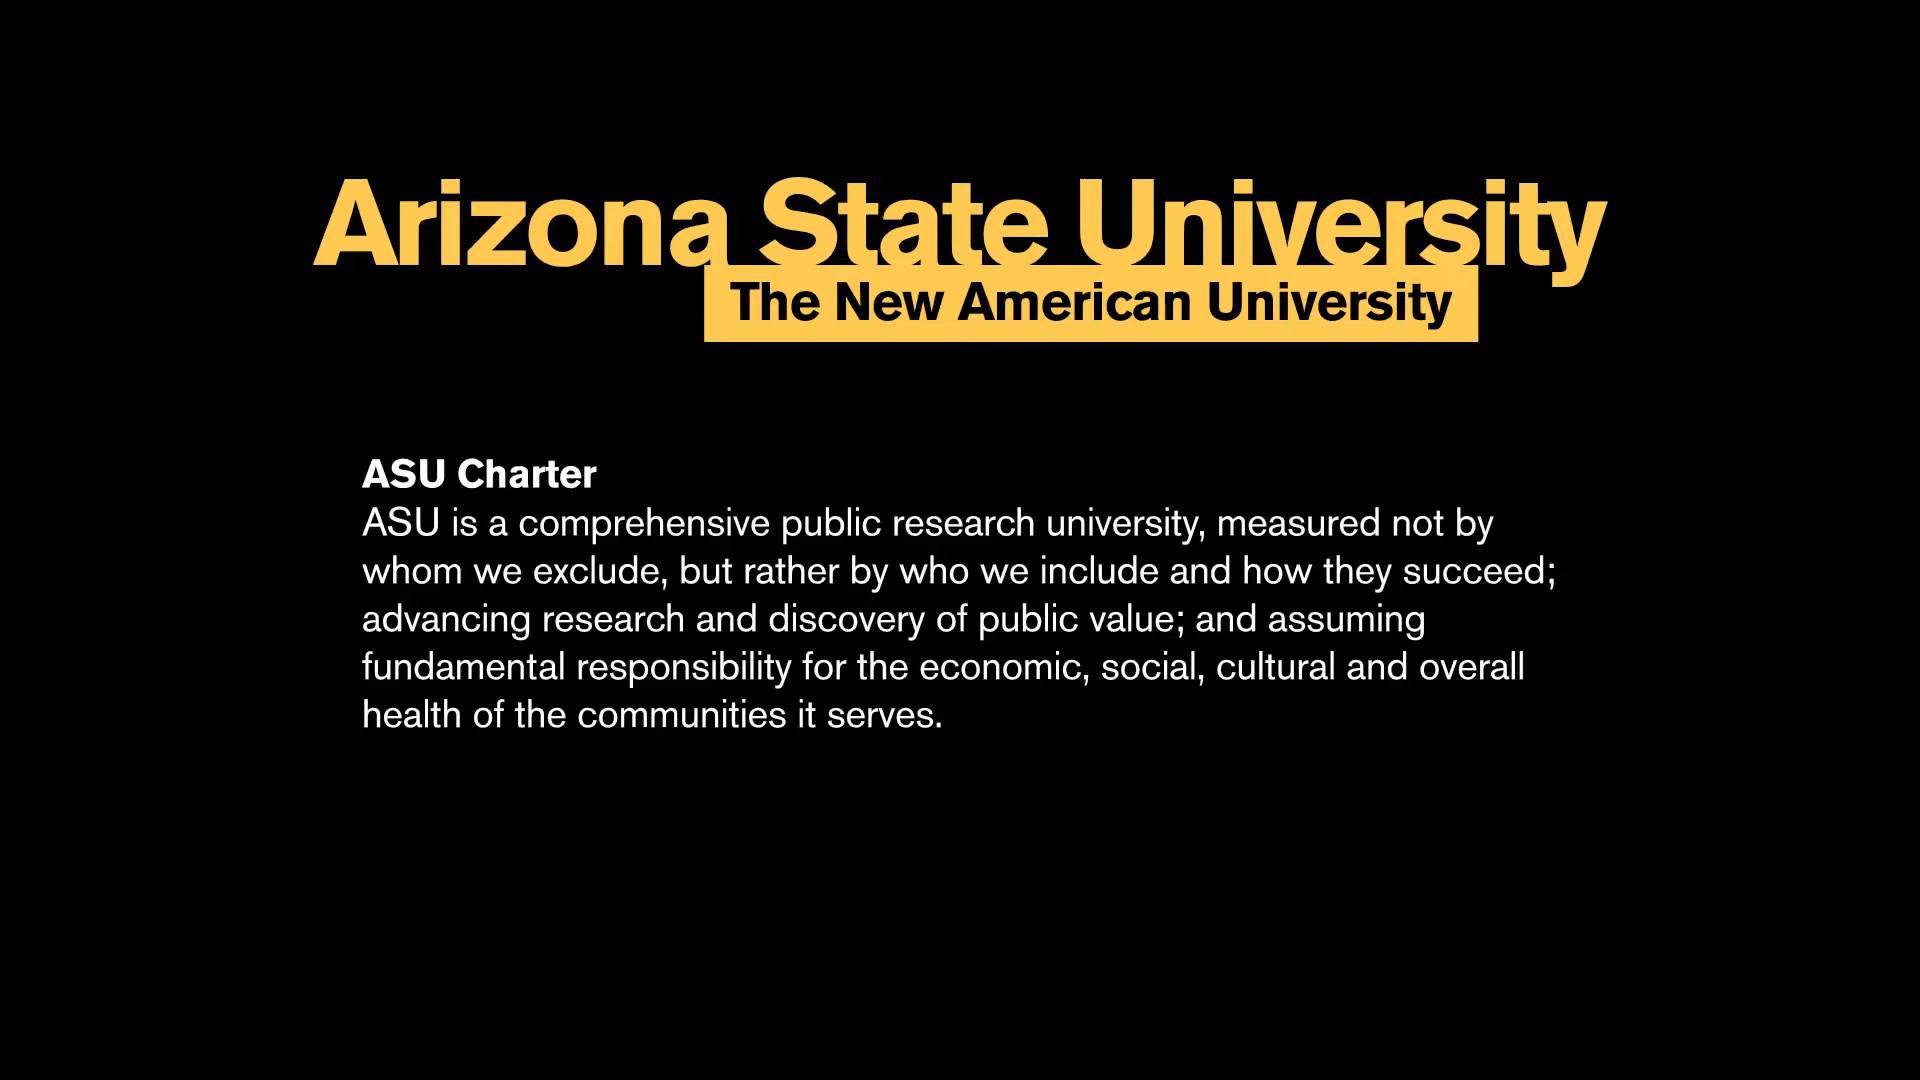 Arizona State University
The New American University
ASU Charter
ASU is a comprehensive public research university, measured not by
whom we exclude, but rather by who we include and how they succeed;
advancing research and discovery of public value; and assuming
fundamental responsibility for the economic, social, cultural and overall
health of the communities it serves.